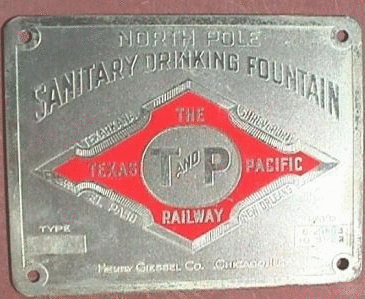 NORTH POLE
SANITARY DRINKING FOUNTAIN
TEXARKANA
SHREVEPORT
THE
TEXAS
T AND P
PACIFIC
EL PASO
RAILWAY
NEW ORLEANS
TYPE
HENRY GIESSEL CO. CHICAGO, ILL